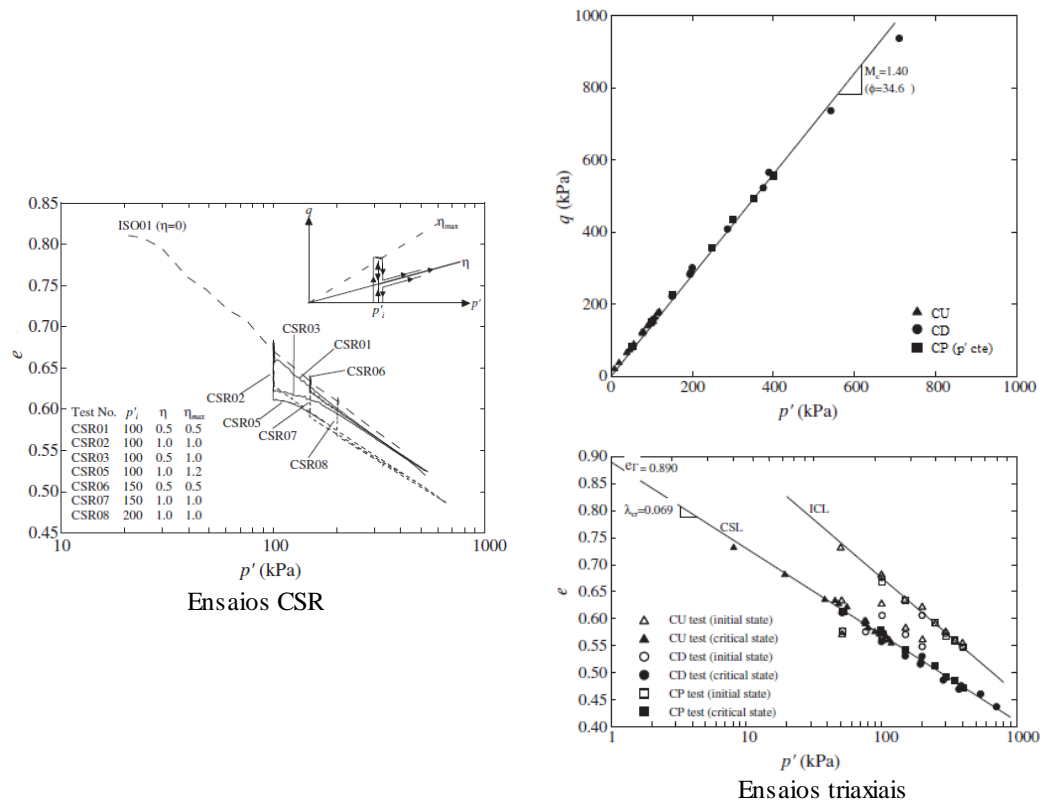 0.85
0.80
0.75
0.70
0.65
0.60
0.55
0.50
0.45
e
ISO01 (η=0)
q
ηmax
η
p'i
p'
CSR03
CSR01
CSR06
CSR02
CSR05
CSR07
CSR08
Test No. p'i η ηmax
CSR01 100 0.5 0.5
CSR02 100 1.0 1.0
CSR03 100 0.5 1.0
CSR05 100 1.0 1.2
CSR06 150 0.5 0.5
CSR07 150 1.0 1.0
CSR08 200 1.0 1.0
10 100 1000
p' (kPa)
Ensaios CSR
1000
800
600
400
200
0
q (kPa)
Mc=1.40
(ϕ=34.6 )
CU
CD
CP (p' cte)
0 200 400 600 800 1000
p' (kPa)
0.90
0.85
0.80
0.75
0.70
0.65
0.60
0.55
0.50
0.45
0.40
e
eΓ = 0.890
λcr=0.069
CSL
ICL
CU test (initial state)
CU test (critical state)
CD test (initial state)
CD test (critical state)
CP test (initial state)
CP test (critical state)
1 10 100 1000
p' (kPa)
Ensaios triaxiais